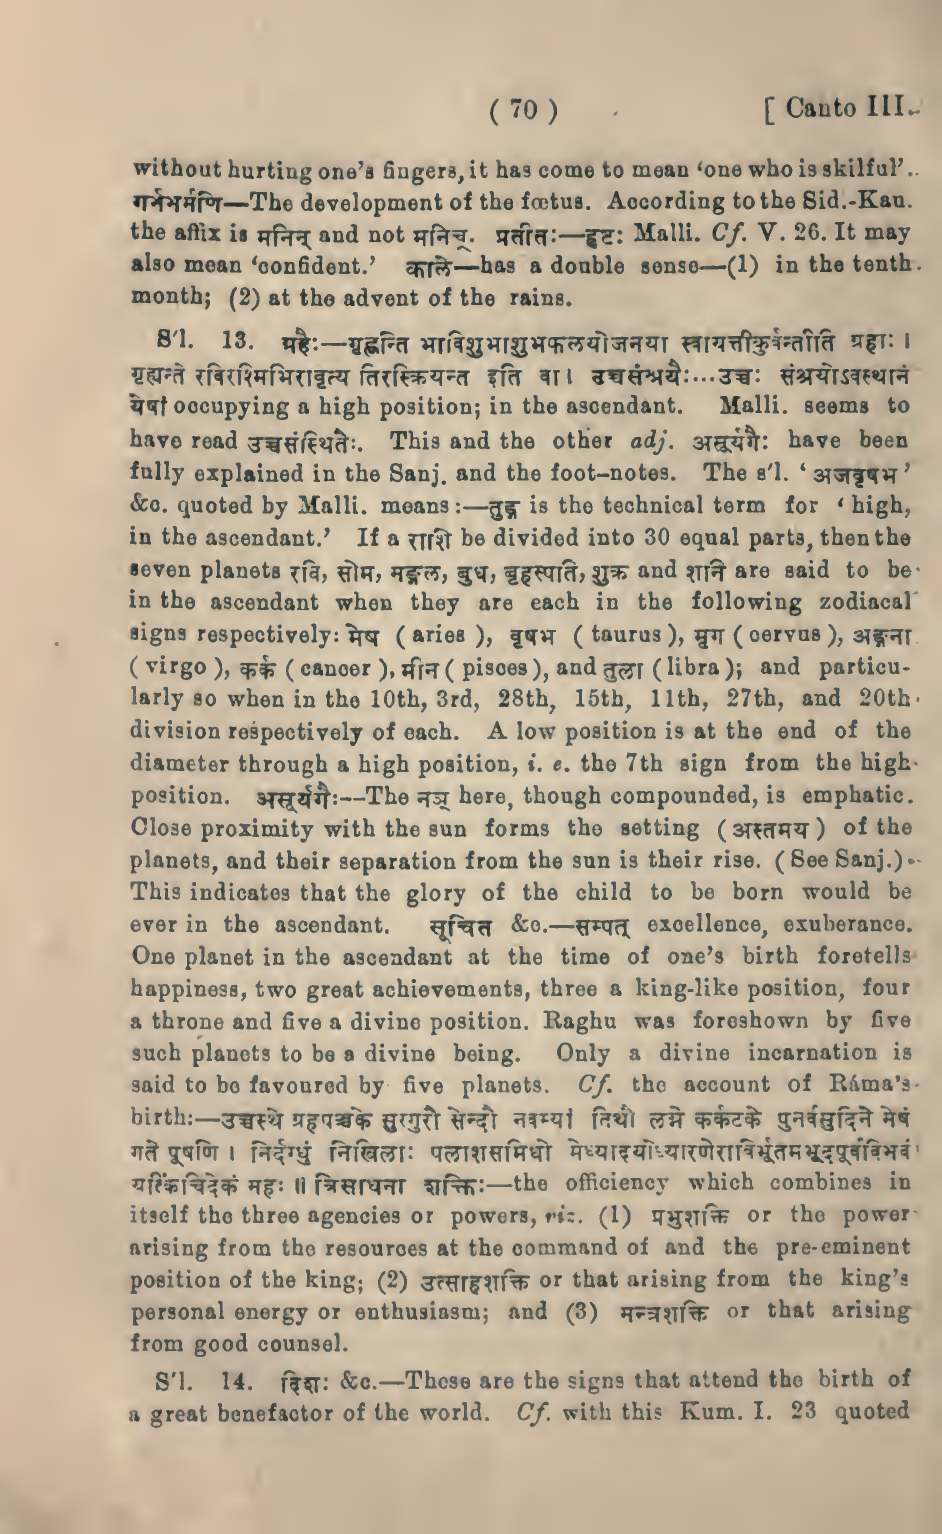 ( 70 ) [ Canto III.
without hurting one's fingers, it has come to mean 'one who is skilful'.
गर्भभर्मणि—The development of the fœtus. According to the Sid.-Kau.
the affix is मनिन् and not मनिच्. प्रतीतः—हृष्टः Malli. Cf. V. 26. It may
also mean 'confident.' काले—has a double sense—(1) in the tenth
month; (2) at the advent of the rains.
S'l. 13. ग्रहैः—गृह्णन्ति भाविशुभाशुभफलयोजनया स्वायत्तीकुर्वन्तीति ग्रहाः ।
गृह्यन्ते रविरश्मिभिरावृत्य तिरस्क्रियन्त इति वा । उच्चसंश्रयैः...उच्चः संश्रयोऽवस्थानं
येषां occupying a high position; in the ascendant. Malli. seems to
have read उच्चसंस्थितैः. This and the other adj. असूर्यगैः have been
fully explained in the Sanj. and the foot-notes. The s'l. ' अजवृषभ '
&c. quoted by Malli. means:—तुङ्ग is the technical term for ' high,
in the ascendant.' If a राशि be divided into 30 equal parts, then the
seven planets रवि, सोम, मङ्गल, बुध, बृहस्पति, शुक्र and शनि are said to be
in the ascendant when they are each in the following zodiacal
signs respectively: मेष ( aries ), वृषभ ( taurus ), मृग ( cervus ), अङ्गना
( virgo ), कर्क ( cancer ), मीन ( pisces ), and तुला ( libra ); and particu-
larly so when in the 10th, 3rd, 28th, 15th, 11th, 27th, and 20th
division respectively of each. A low position is at the end of the
diameter through a high position, i. e. the 7th sign from the high
position. असूर्यगैः--The नञ् here, though compounded, is emphatic.
Close proximity with the sun forms the setting ( अस्तमय ) of the
planets, and their separation from the sun is their rise. ( See Sanj.)
This indicates that the glory of the child to be born would be
ever in the ascendant. सूचित &c.—सम्पत् excellence, exuberance.
One planet in the ascendant at the time of one's birth foretells
happiness, two great achievements, three a king-like position, four
a throne and five a divine position. Raghu was foreshown by five
such planets to be a divine being. Only a divine incarnation is
said to be favoured by five planets. Cf. the account of Ráma's
birth:—उच्चस्थे ग्रहपञ्चके सुरगुरौ सेन्दौ नवम्यां तिथौ लग्ने कर्कटके पुनर्वसुदिने मेषं
गते पूषणि । निर्दग्धुं निखिलाः पलाशसमिधो मेध्यादयोध्यारणेराविर्भूतमभूदपूर्वविभवं
यत्किंचिदेकं महः ॥ त्रिसाधना शक्तिः—the efficiency which combines in
itself the three agencies or powers, viz. (1) प्रभुशक्ति or the power
arising from the resources at the command of and the pre-eminent
position of the king; (2) उत्साहशक्ति or that arising from the king's
personal energy or enthusiasm; and (3) मन्त्रशक्ति or that arising
from good counsel.
S'l. 14. दिशः &c.—These are the signs that attend the birth of
a great benefactor of the world. Cf. with this Kum. I. 23 quoted